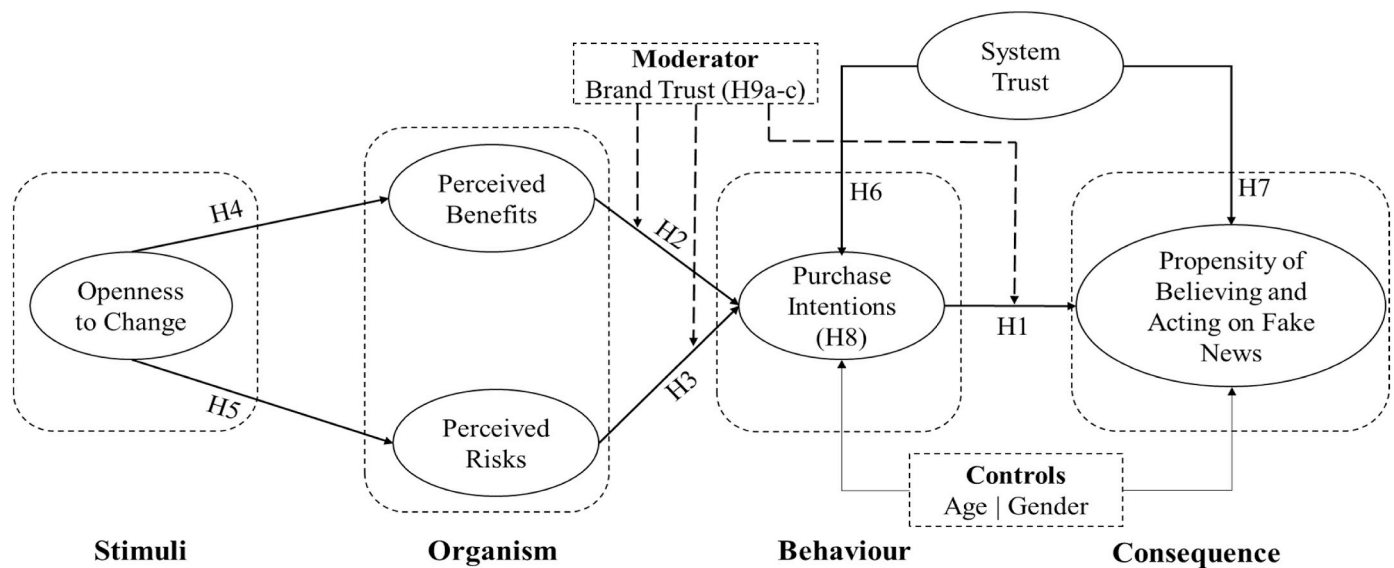 Moderator
Brand Trust (H9a-c)
System
Trust
Perceived
Benefits
H4
H2
H6
H7
Openness
to Change
Purchase
Intentions
(H8)
H1
Propensity of
Believing and
Acting on Fake
News
H5
H3
Perceived
Risks
Controls
Age | Gender
Stimuli
Organism
Behaviour
Consequence